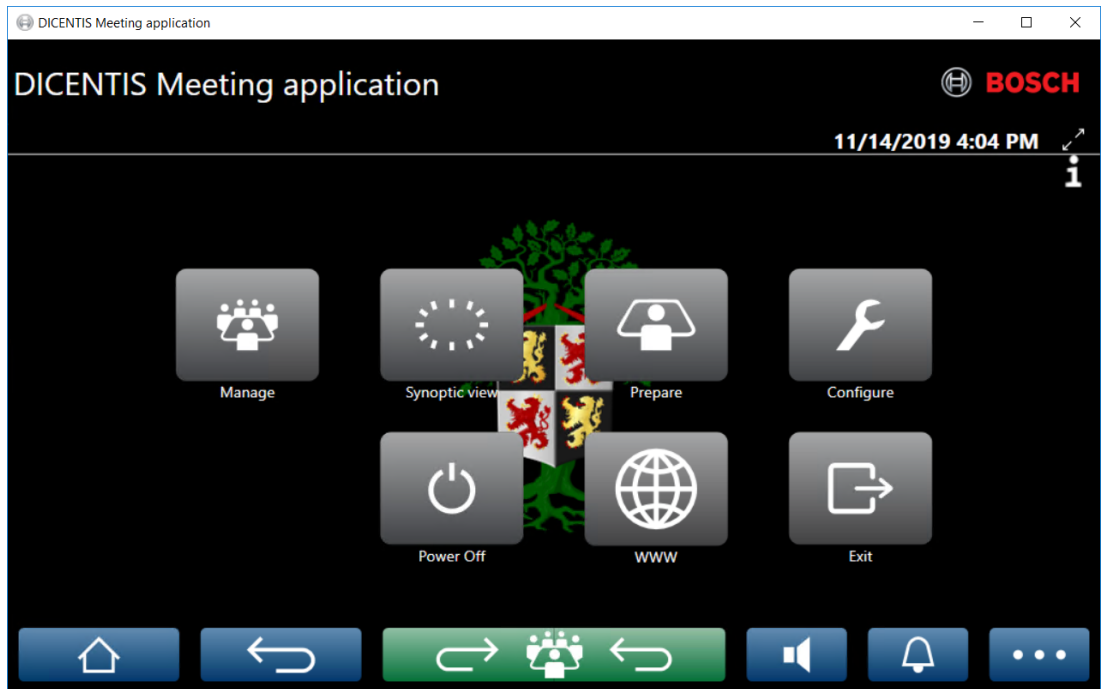 DICENTIS Meeting application
DICENTIS Meeting application
BOSCH
11/14/2019 4:04 PM
Manage
Synoptic view
Prepare
Configure
Power Off
WWW
Exit